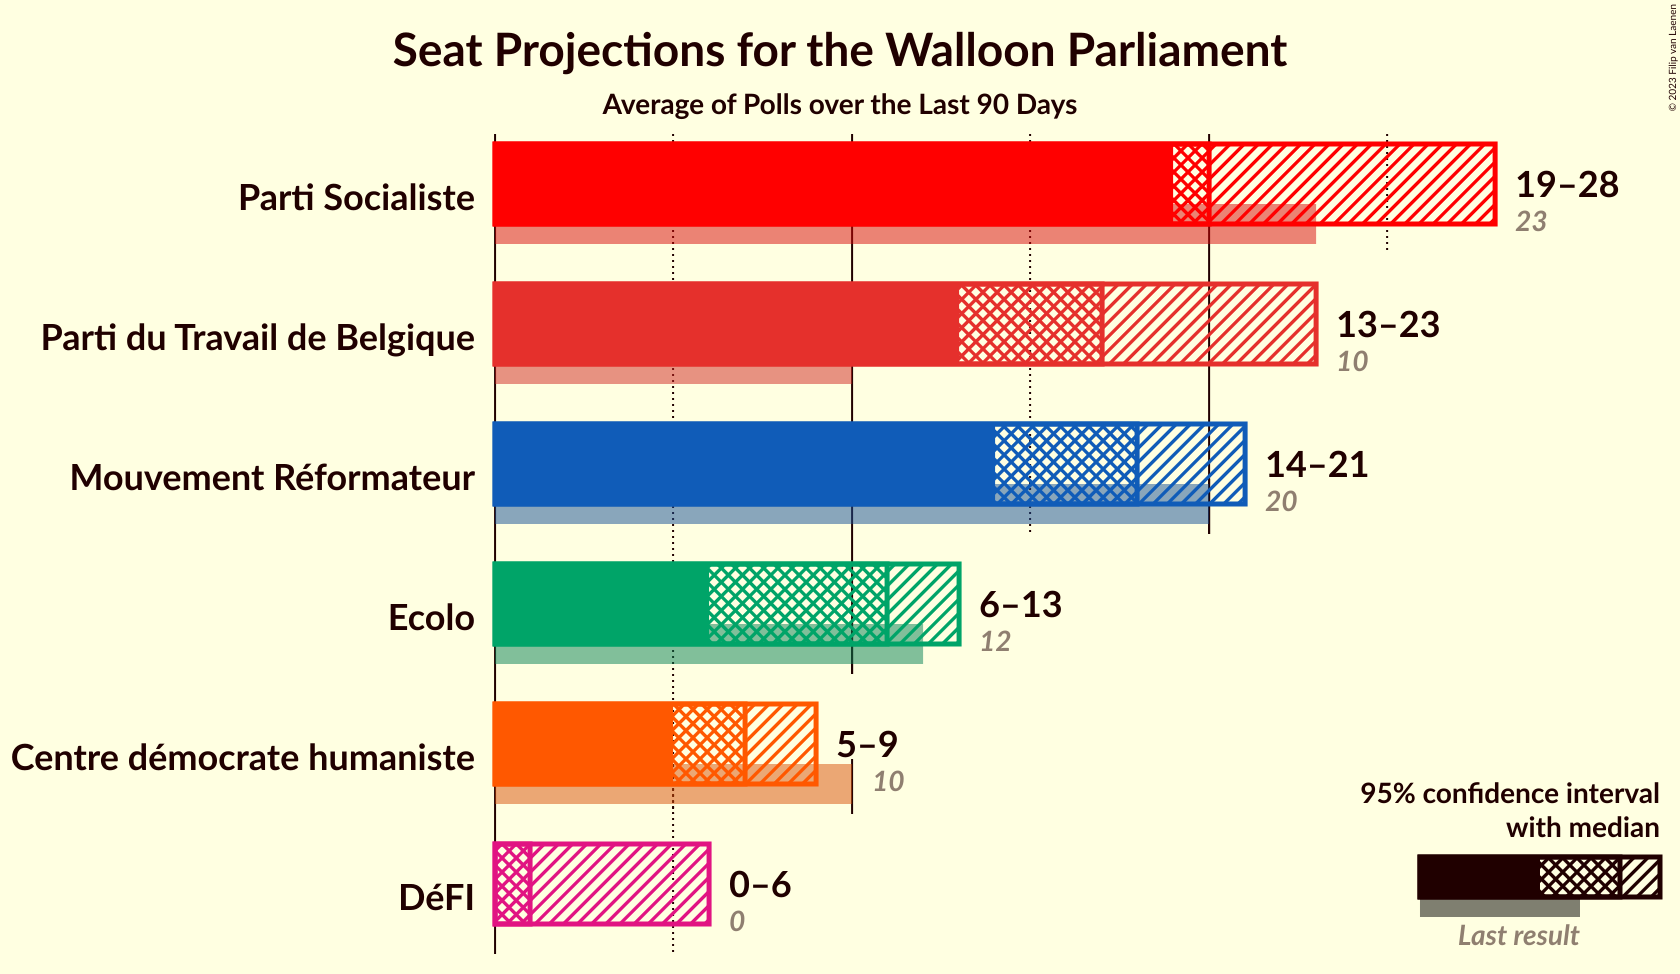 Seat Projections for the Walloon Parliament
Average of Polls over the Last 90 Days
© 2023 Filip van Laenen
Parti Socialiste
19–28
23
Parti du Travail de Belgique
13–23
10
Mouvement Réformateur
14–21
20
Ecolo
6–13
12
Centre démocrate humaniste
5–9
10
DéFI
0–6
0
95% confidence interval
with median
Last result